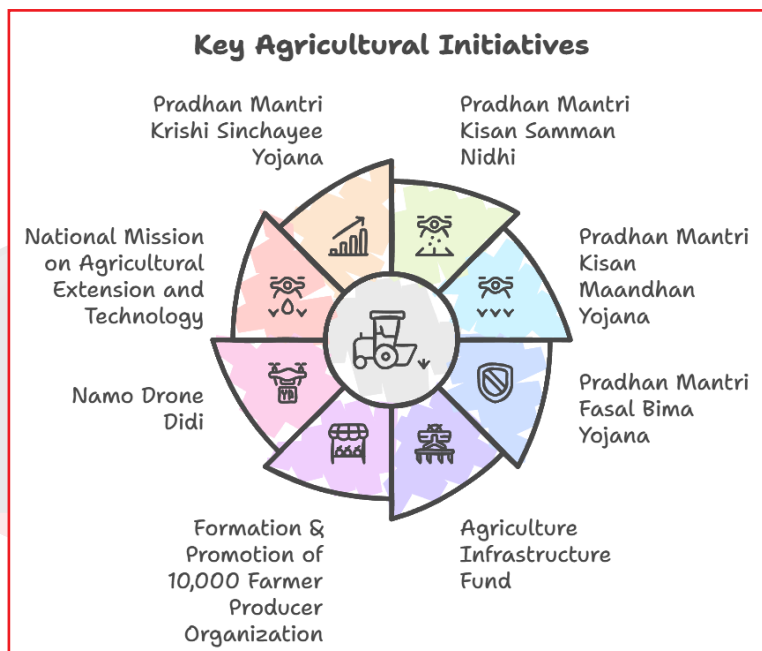 Key Agricultural Initiatives
Pradhan Mantri
Krishi Sinchayee
Yojana
Pradhan Mantri
Kisan Samman
Nidhi
National Mission
on Agricultural
Extension and
Technology
Pradhan Mantri
Kisan
Maandhan
Yojana
Namo Drone
Didi
Pradhan Mantri
Fasal Bima
Yojana
Formation &
Promotion of
10,000 Farmer
Producer
Organization
Agriculture
Infrastructure
Fund